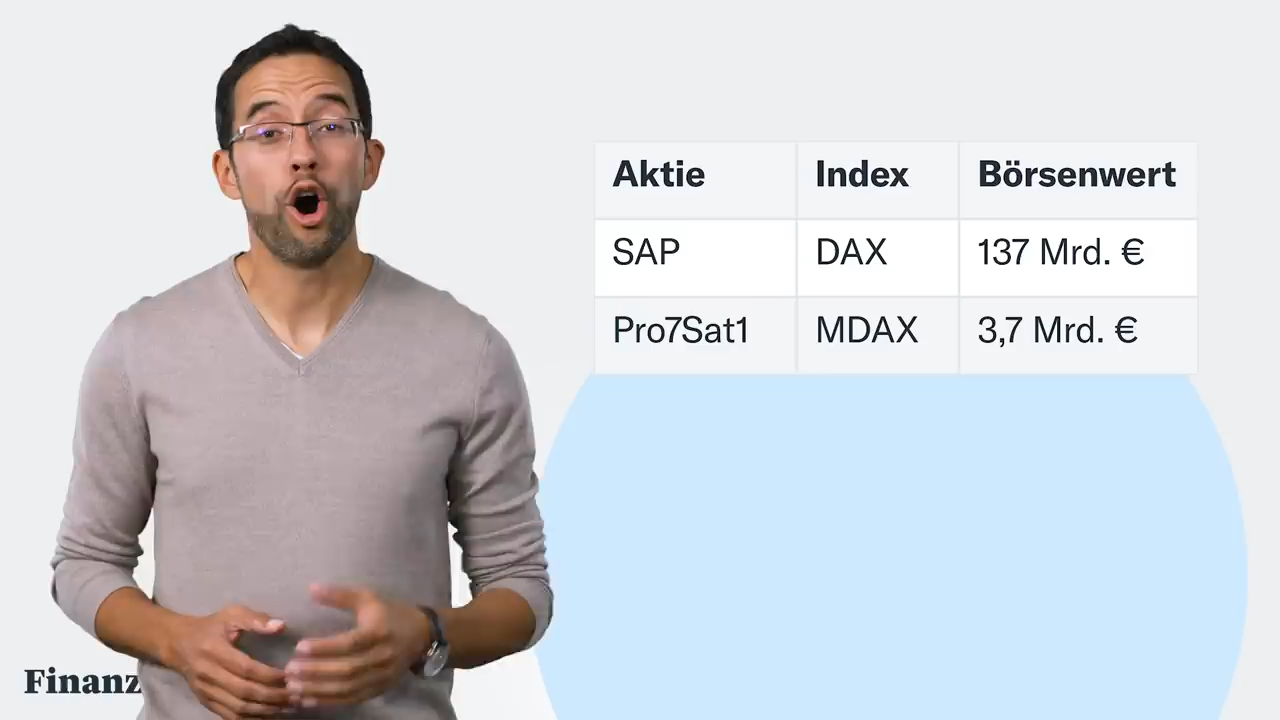 Aktie Index Börsenwert
SAP DAX 137 Mrd. €
Pro7Sat1 MDAX 3,7 Mrd. €
Finanz